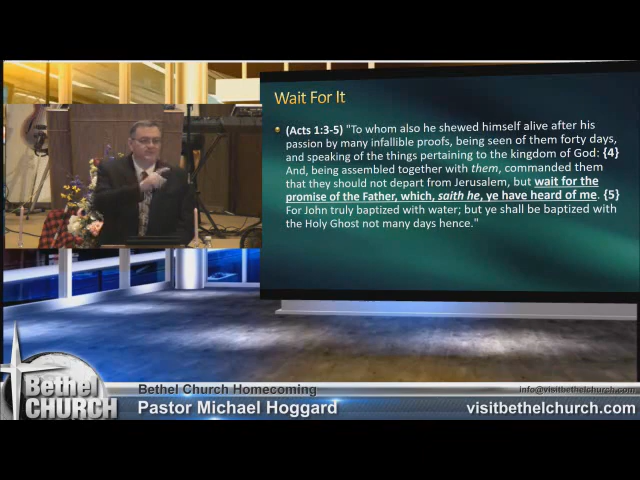 Wait For It
(Acts 1:3-5) "To whom also he shewed himself alive after his
passion by many infallible proofs, being seen of them forty days,
and speaking of the things pertaining to the kingdom of God: {4}
And, being assembled together with them, commanded them
that they should not depart from Jerusalem, but wait for the
promise of the Father, which, saith he, ye have heard of me. {5}
For John truly baptized with water; but ye shall be baptized with
the Holy Ghost not many days hence."
Bethel
CHURCH
Bethel Church Homecoming
info@visitbethelchurch.com
Pastor Michael Hoggard
visitbethelchurch.com